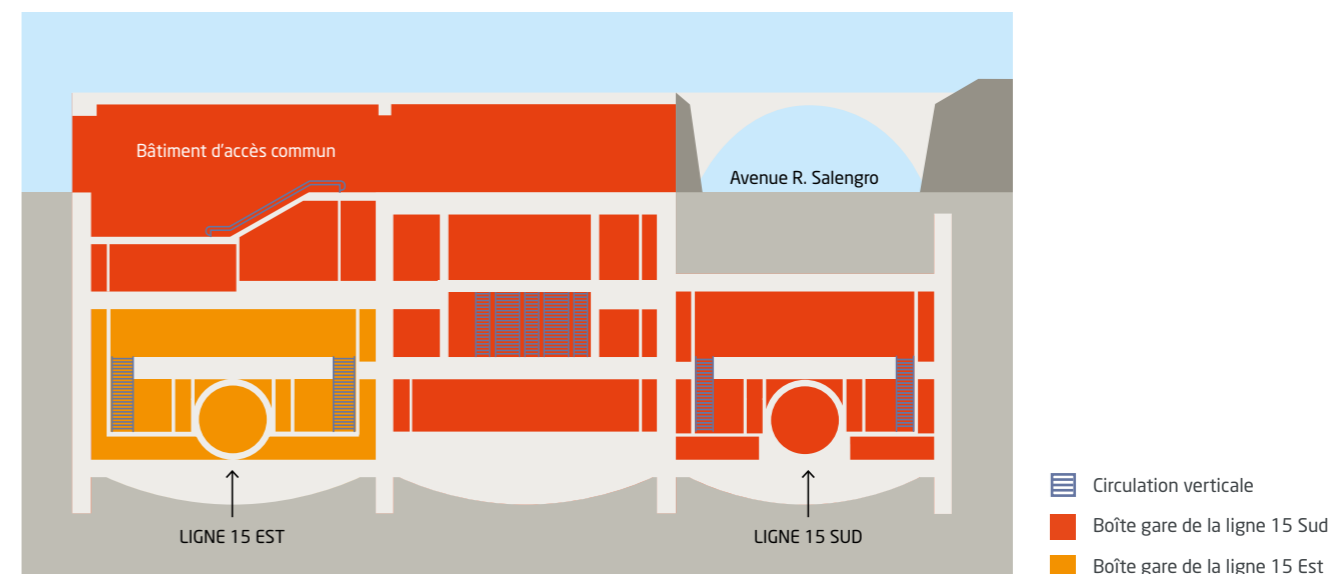 Bâtiment d'accès commun
Avenue R. Salengro
LIGNE 15 EST
LIGNE 15 SUD
Circulation verticale
Boîte gare de la ligne 15 Sud
Boîte gare de la ligne 15 Est